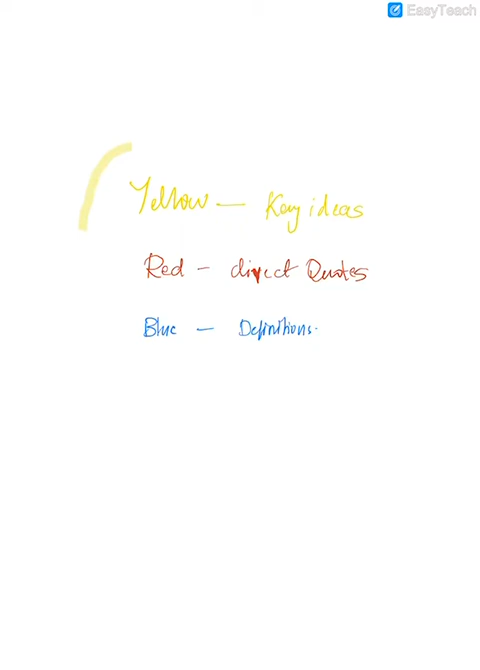 EasyTeach
Yellow — Key ideas
Red – direct Quotes
Blue – Definitions.